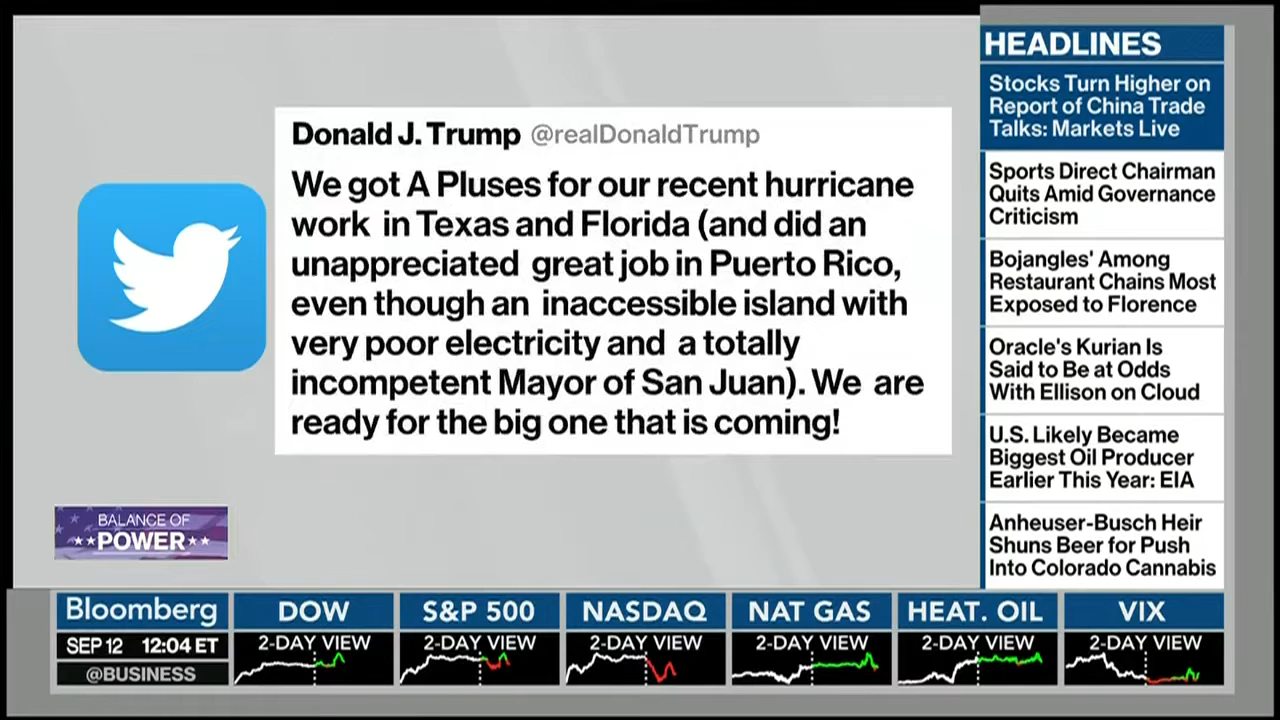 Donald J. Trump @realDonaldTrump
We got A Pluses for our recent hurricane
work in Texas and Florida (and did an
unappreciated great job in Puerto Rico,
even though an inaccessible island with
very poor electricity and a totally
incompetent Mayor of San Juan). We are
ready for the big one that is coming!
BALANCE OF
POWER
HEADLINES
Stocks Turn Higher on
Report of China Trade
Talks: Markets Live
Sports Direct Chairman
Quits Amid Governance
Criticism
Bojangles' Among
Restaurant Chains Most
Exposed to Florence
Oracle's Kurian Is
Said to Be at Odds
With Ellison on Cloud
U.S. Likely Became
Biggest Oil Producer
Earlier This Year: EIA
Anheuser-Busch Heir
Shuns Beer for Push
Into Colorado Cannabis
Bloomberg
SEP 12 12:04 ET
@BUSINESS
DOW
2-DAY VIEW
S&P 500
2-DAY VIEW
NASDAQ
2-DAY VIEW
NAT GAS
2-DAY VIEW
HEAT. OIL
2-DAY VIEW
VIX
2-DAY VIEW